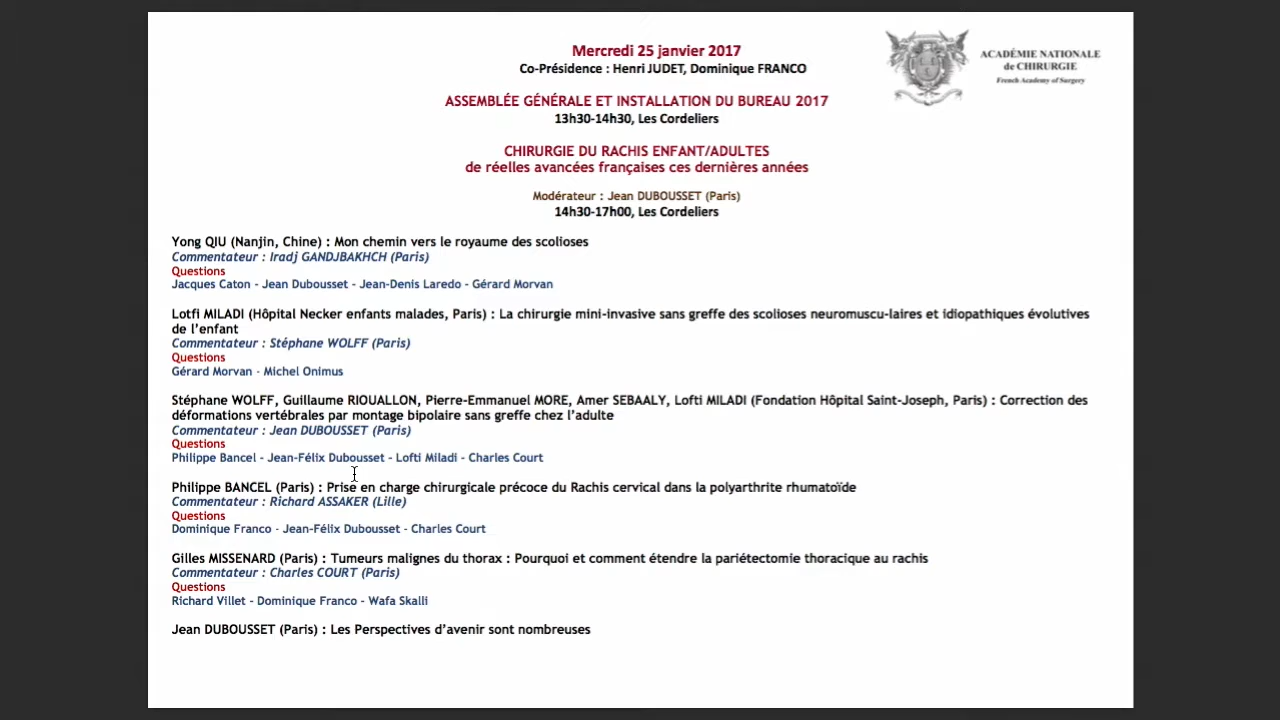 Mercredi 25 janvier 2017
Co-Présidence : Henri JUDET, Dominique FRANCO
ACADÉMIE NATIONALE
de CHIRURGIE
French Academy of Surgery
ASSEMBLÉE GÉNÉRALE ET INSTALLATION DU BUREAU 2017
13h30-14h30, Les Cordeliers
CHIRURGIE DU RACHIS ENFANT/ADULTES
de réelles avancées françaises ces dernières années
Modérateur : Jean DUBOUSSET (Paris)
14h30-17h00, Les Cordeliers
Yong QIU (Nanjin, Chine) : Mon chemin vers le royaume des scolioses
Commentateur : Iradj GANDJBAKHCH (Paris)
Questions
Jacques Caton - Jean Dubousset - Jean-Denis Laredo - Gérard Morvan
Lotfi MILADI (Hôpital Necker enfants malades, Paris) : La chirurgie mini-invasive sans greffe des scolioses neuromuscu-laires et idiopathiques évolutives
de l’enfant
Commentateur : Stéphane WOLFF (Paris)
Questions
Gérard Morvan - Michel Onimus
Stéphane WOLFF, Guillaume RIOUALLON, Pierre-Emmanuel MORE, Amer SEBAALY, Lofti MILADI (Fondation Hôpital Saint-Joseph, Paris) : Correction des
déformations vertébrales par montage bipolaire sans greffe chez l’adulte
Commentateur : Jean DUBOUSSET (Paris)
Questions
Philippe Bancel - Jean-Félix Dubousset - Lofti Miladi - Charles Court
Philippe BANCEL (Paris) : Prise en charge chirurgicale précoce du Rachis cervical dans la polyarthrite rhumatoïde
Commentateur : Richard ASSAKER (Lille)
Questions
Dominique Franco - Jean-Félix Dubousset - Charles Court
Gilles MISSENARD (Paris) : Tumeurs malignes du thorax : Pourquoi et comment étendre la pariétectomie thoracique au rachis
Commentateur : Charles COURT (Paris)
Questions
Richard Villet - Dominique Franco - Wafa Skalli
Jean DUBOUSSET (Paris) : Les Perspectives d’avenir sont nombreuses